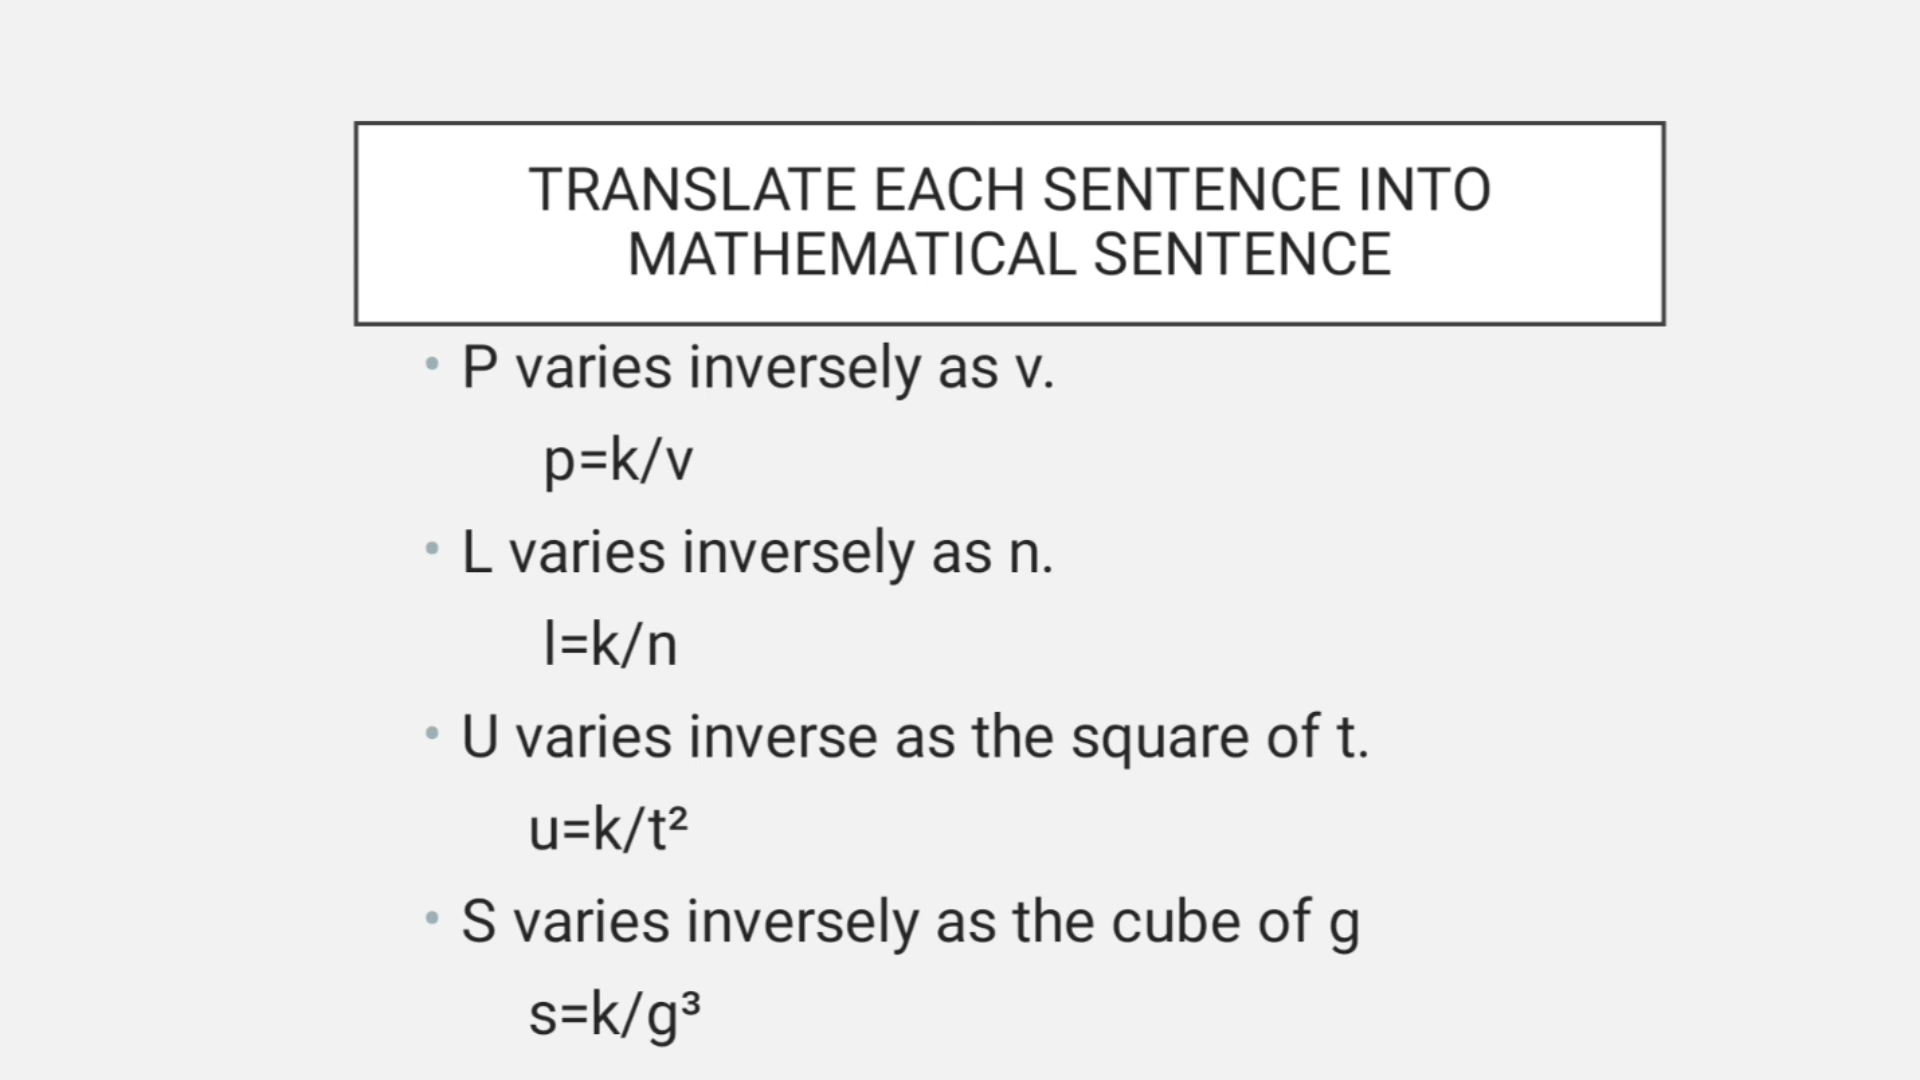 TRANSLATE EACH SENTENCE INTO
MATHEMATICAL SENTENCE
• P varies inversely as v.
p=k/v
• L varies inversely as n.
l=k/n
• U varies inverse as the square of t.
u=k/t²
• S varies inversely as the cube of g
s=k/g³